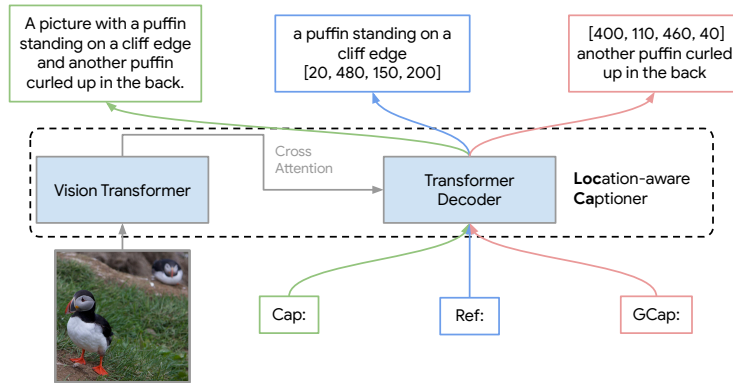 A picture with a puffin
standing on a cliff edge
and another puffin
curled up in the back.
a puffin standing on a
cliff edge
[20, 480, 150, 200]
[400, 110, 460, 40]
another puffin curled
up in the back
Vision Transformer
Cross
Attention
Transformer
Decoder
Location-aware
Captioner
Cap:
Ref:
GCap: